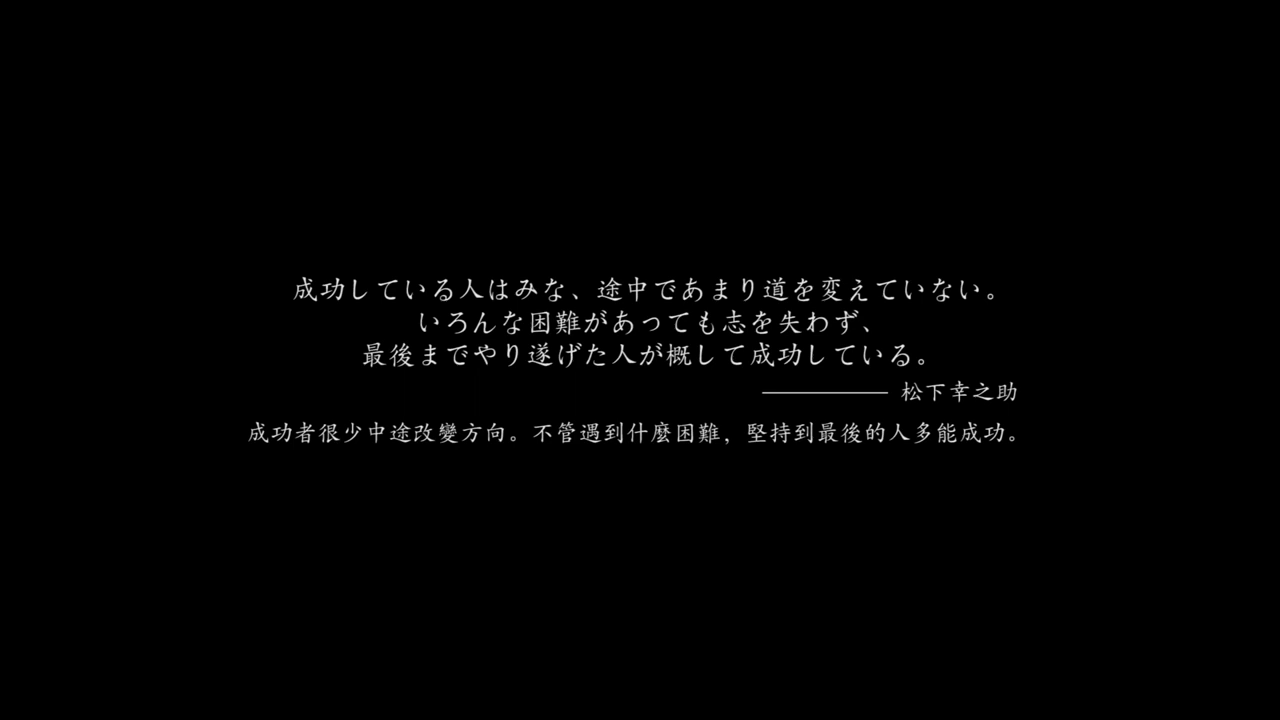 成功している人はみな、途中であまり道を変えていない。
いろんな困難があっても志を失わず、
最後までやり遂げた人が概して成功している。
———— 松下幸之助
成功者很少中途改變方向。不管遇到什麼困難，堅持到最後的人多能成功。